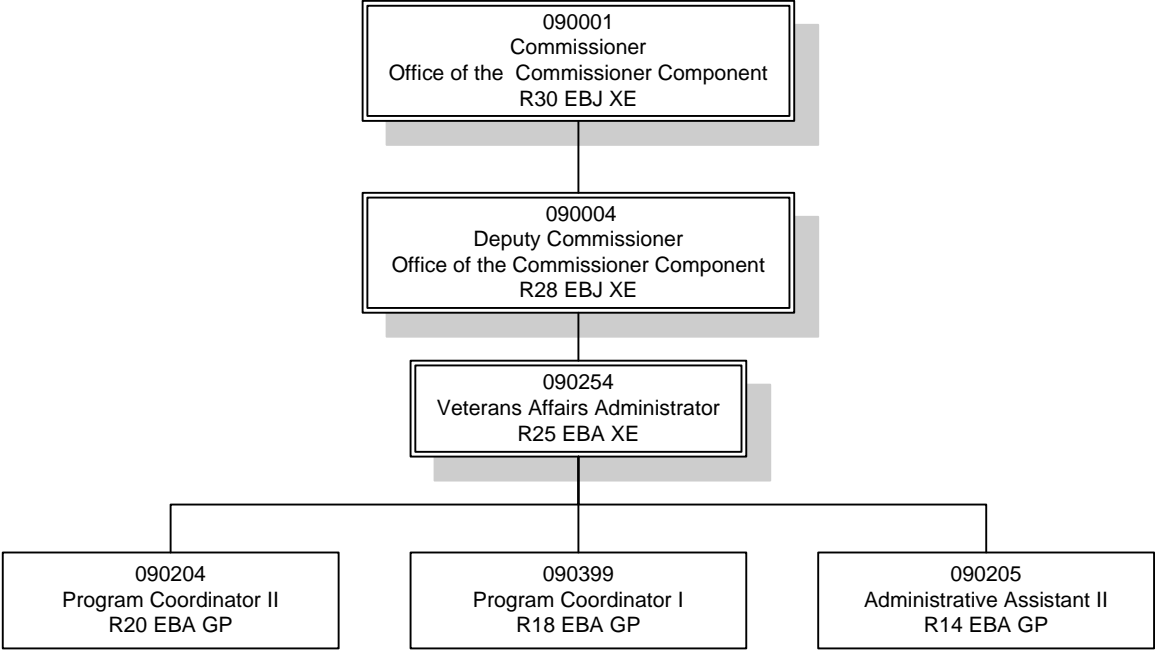 090001
Commissioner
Office of the  Commissioner Component
R30 EBJ XE
090004
Deputy Commissioner
Office of the Commissioner Component
R28 EBJ XE
090254
Veterans Affairs Administrator
R25 EBA XE
090204
Program Coordinator II
R20 EBA GP
090399
Program Coordinator I
R18 EBA GP
090205
Administrative Assistant II
R14 EBA GP